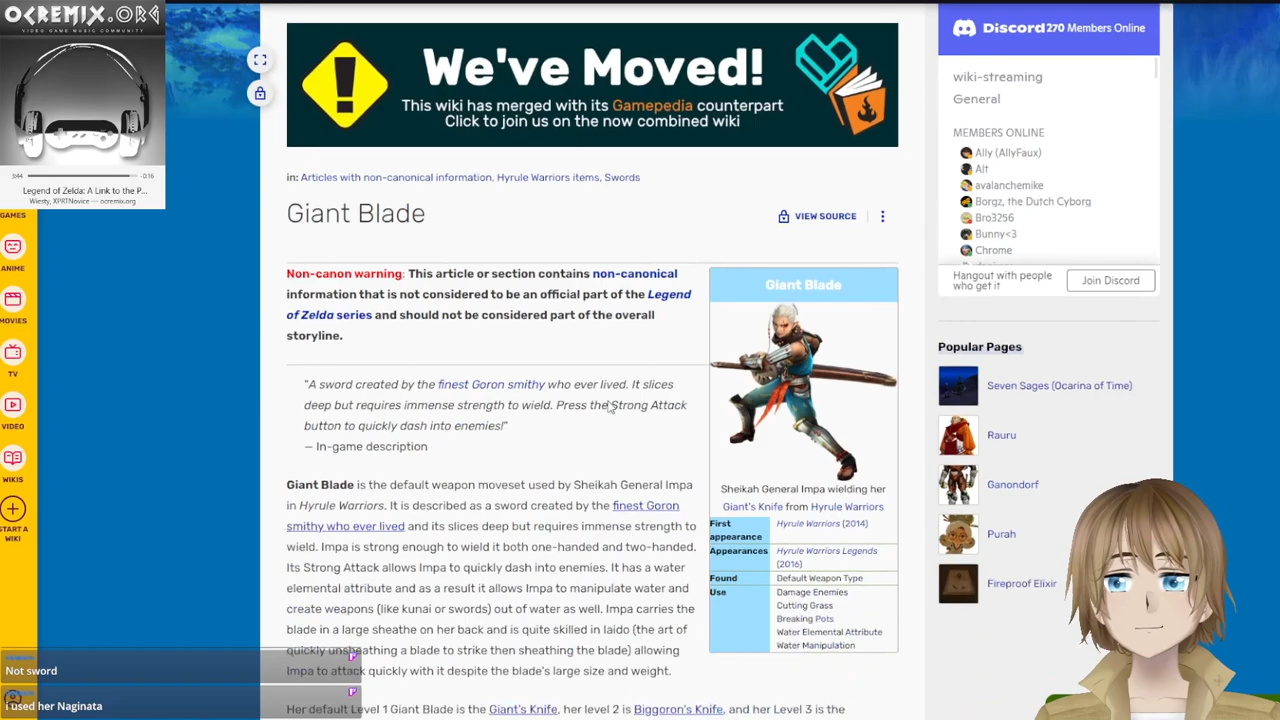 OCREMIX.ORG
VIDEO GAME MUSIC COMMUNITY
3:44
-0:16
Legend of Zelda: A Link to the P...
Wiesty, XPRTNovice — ocremix.org
GAMES
ANIME
MOVIES
TV
VIDEO
WIKIS
START A
WIKI
We've Moved!
This wiki has merged with its Gamepedia counterpart
Click to join us on the now combined wiki
in: Articles with non-canonical information, Hyrule Warriors items, Swords
Giant Blade
VIEW SOURCE
Non-canon warning: This article or section contains non-canonical
information that is not considered to be an official part of the Legend
of Zelda series and should not be considered part of the overall
storyline.
"A sword created by the finest Goron smithy who ever lived. It slices
deep but requires immense strength to wield. Press the Strong Attack
button to quickly dash into enemies!"
— In-game description
Giant Blade is the default weapon moveset used by Sheikah General Impa
in Hyrule Warriors. It is described as a sword created by the finest Goron
smithy who ever lived and its slices deep but requires immense strength to
wield. Impa is strong enough to wield it both one-handed and two-handed.
Its Strong Attack allows Impa to quickly dash into enemies. It has a water
elemental attribute and as a result it allows Impa to manipulate water and
create weapons (like kunai or swords) out of water as well. Impa carries the
blade in a large sheathe on her back and is quite skilled in Iaido (the art of
quickly unsheathing a blade to strike then sheathing the blade) allowing
Impa to attack quickly with it despite the blade's large size and weight.
Her default Level 1 Giant Blade is the Giant's Knife, her level 2 is Biggoron's Knife, and her Level 3 is the
Giant Blade
Sheikah General Impa wielding her
Giant's Knife from Hyrule Warriors
First appearance
Hyrule Warriors (2014)
Appearances
Hyrule Warriors Legends
(2016)
Found
Default Weapon Type
Use
Damage Enemies
Cutting Grass
Breaking Pots
Water Elemental Attribute
Water Manipulation
Discord 270 Members Online
wiki-streaming
General
MEMBERS ONLINE
Ally (AllyFaux)
Alt
avalanchemike
Borgz, the Dutch Cyborg
Bro3256
Bunny<3
Chrome
Hangout with people
who get it
Join Discord
Popular Pages
Seven Sages (Ocarina of Time)
Rauru
Ganondorf
Purah
Fireproof Elixir
Not sword
i used her Naginata